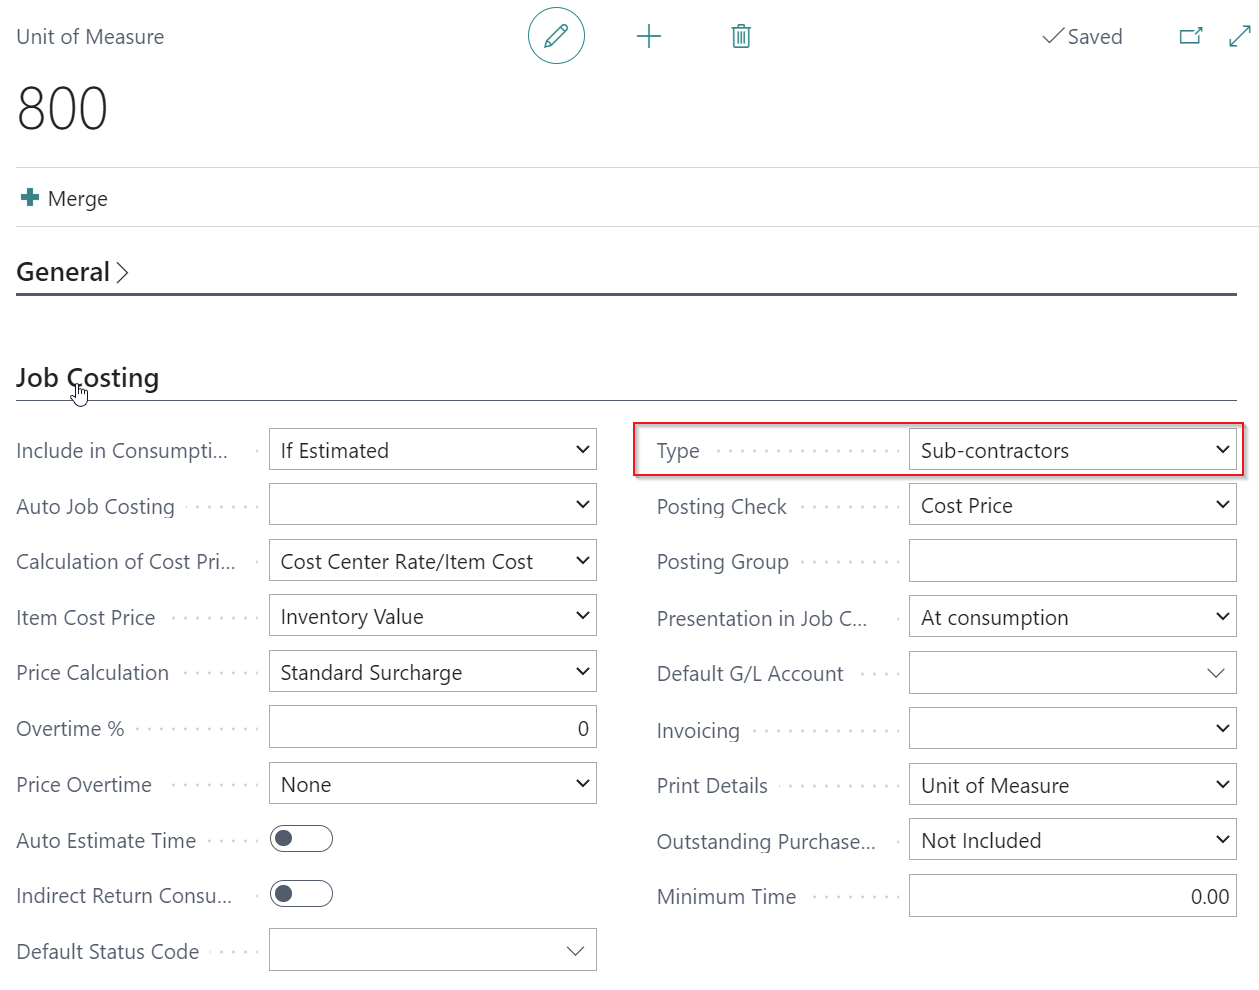 Unit of Measure
Saved
800
Merge
General
Job Costing
Include in Consumpti...
If Estimated
Auto Job Costing
Calculation of Cost Pri...
Cost Center Rate/Item Cost
Item Cost Price
Inventory Value
Price Calculation
Standard Surcharge
Overtime %
0
Price Overtime
None
Auto Estimate Time
Indirect Return Consu...
Default Status Code
Type
Sub-contractors
Posting Check
Cost Price
Posting Group
Presentation in Job C...
At consumption
Default G/L Account
Invoicing
Print Details
Unit of Measure
Outstanding Purchase...
Not Included
Minimum Time
0.00